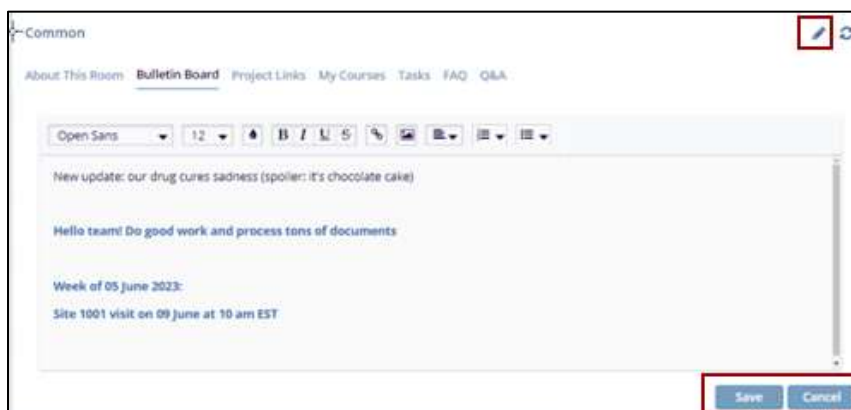 Common
About This Room Bulletin Board Project Links My Courses Tasks FAQ Q&A
Open Sans 12 B I U S
New update: our drug cures sadness (spoiler: it's chocolate cake)
Hello team! Do good work and process tons of documents
Week of 05 June 2023:
Site 1001 visit on 09 June at 10 am EST
Save Cancel